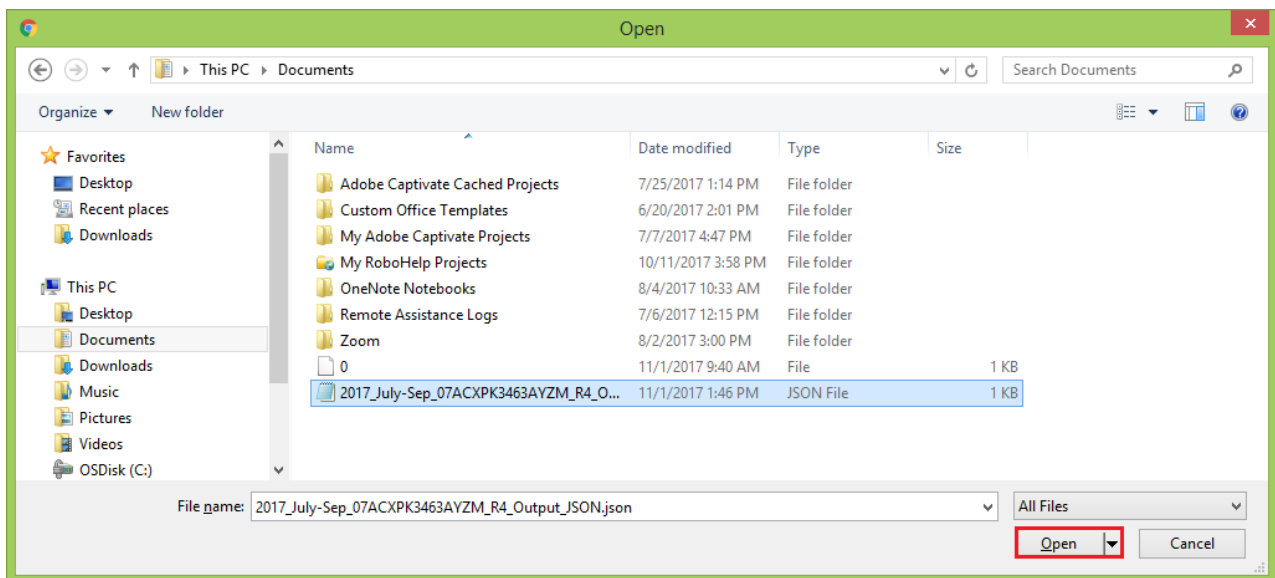 Open
This PC Documents
Search Documents
Organize New folder
Name Date modified Type Size
Favorites
Desktop
Recent places
Downloads
This PC
Desktop
Documents
Downloads
Music
Pictures
Videos
OSDisk (C:)
Adobe Captivate Cached Projects 7/25/2017 1:14 PM File folder
Custom Office Templates 6/20/2017 2:01 PM File folder
My Adobe Captivate Projects 7/7/2017 4:47 PM File folder
My RoboHelp Projects 10/11/2017 3:58 PM File folder
OneNote Notebooks 8/4/2017 10:33 AM File folder
Remote Assistance Logs 7/6/2017 12:15 PM File folder
Zoom 8/2/2017 3:00 PM File folder
0 11/1/2017 9:40 AM File 1 KB
2017_July-Sep_07ACXPK3463AYZM_R4_O... 11/1/2017 1:46 PM JSON File 1 KB
File name: 2017_July-Sep_07ACXPK3463AYZM_R4_Output_JSON.json All Files
Open Cancel